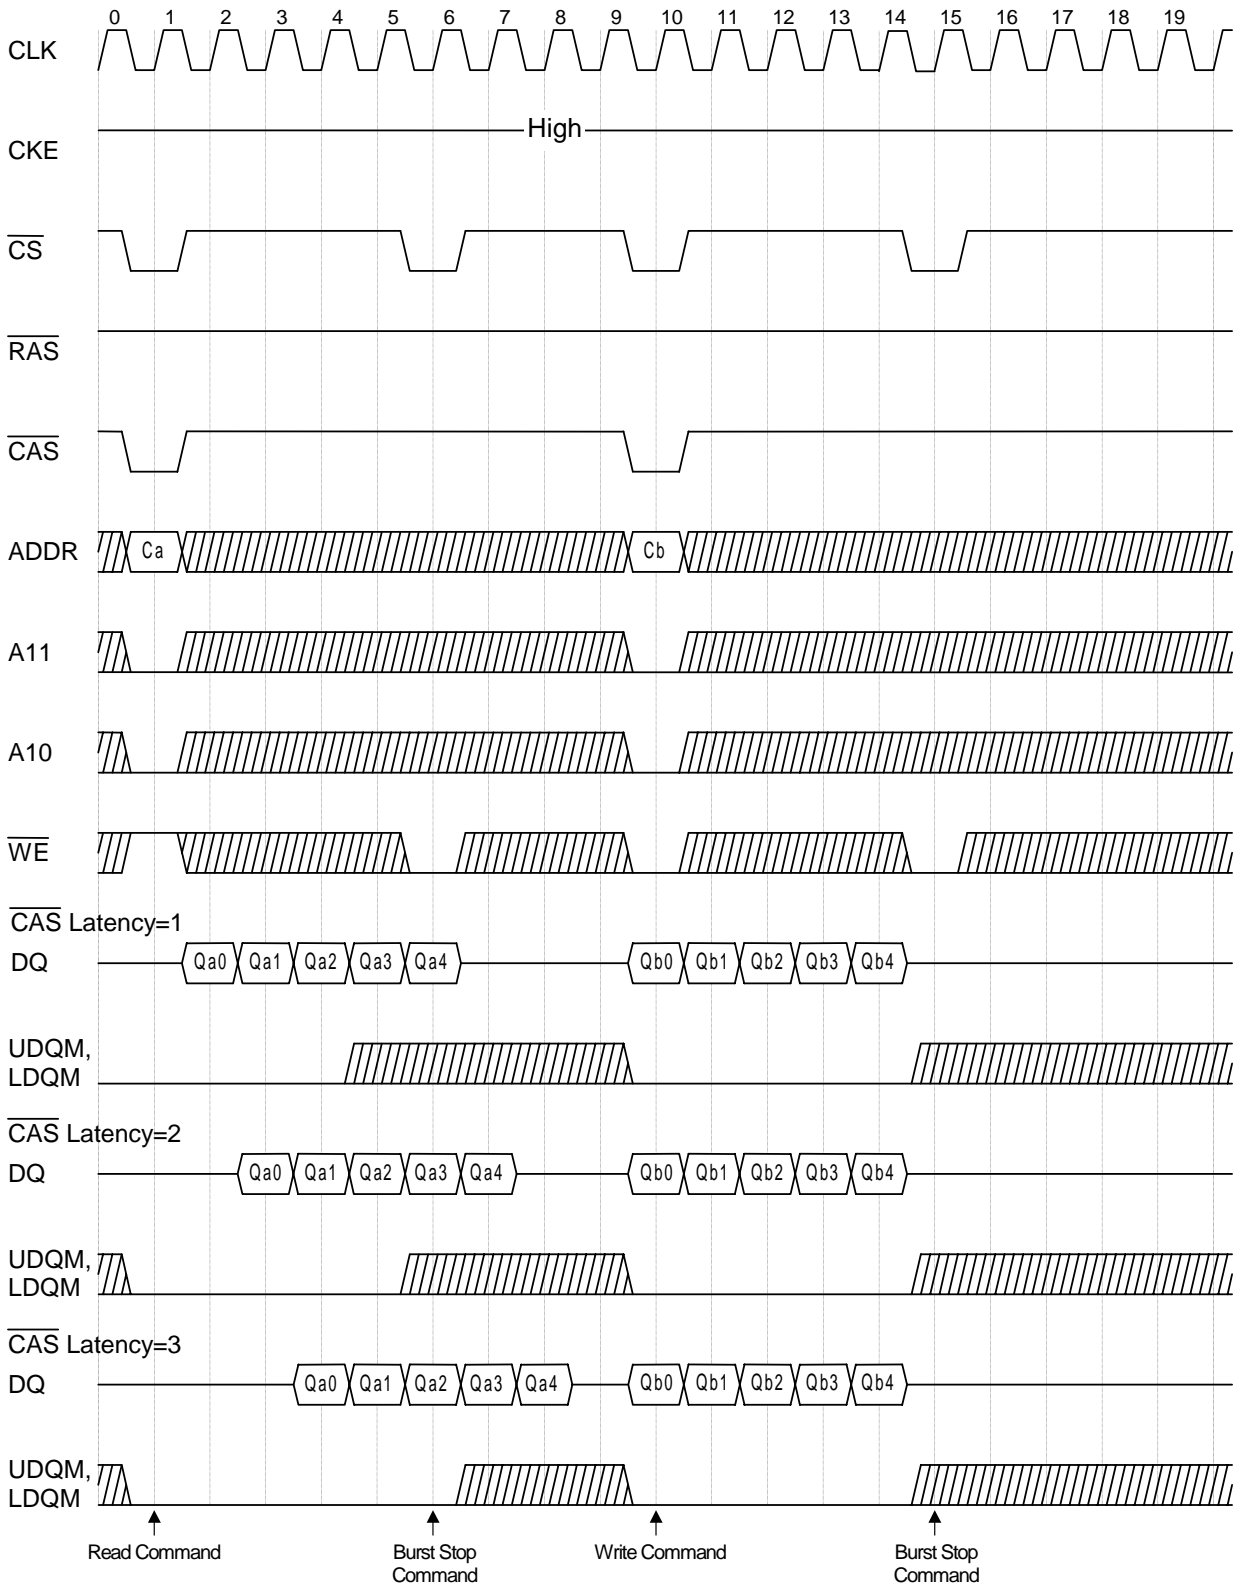 0 1 2 3 4 5 6 7 8 9 10 11 12 13 14 15 16 17 18 19
CLK
High
CKE
CS
RAS
CAS
ADDR Ca Cb
A11
A10
WE
CAS Latency=1
DQ Qa0 Qa1 Qa2 Qa3 Qa4 Qb0 Qb1 Qb2 Qb3 Qb4
UDQM,
LDQM
CAS Latency=2
DQ Qa0 Qa1 Qa2 Qa3 Qa4 Qb0 Qb1 Qb2 Qb3 Qb4
UDQM,
LDQM
CAS Latency=3
DQ Qa0 Qa1 Qa2 Qa3 Qa4 Qb0 Qb1 Qb2 Qb3 Qb4
UDQM,
LDQM
Read Command
Burst Stop
Command
Write Command
Burst Stop
Command